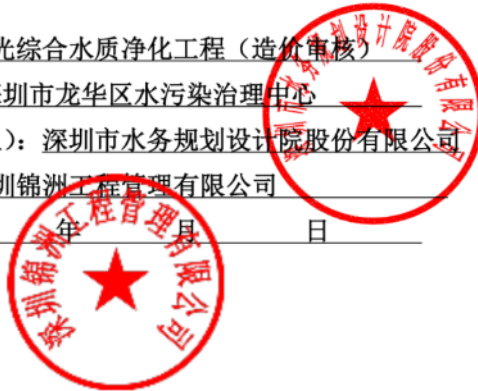 光综合水质净化工程（造价审核）
圳市龙华区水污染治理中心
）：深圳市水务规划设计院股份有限公司
圳锦洲工程管理有限公司
年 月 日
深圳市水务规划设计院股份有限公司
深圳锦洲工程管理有限公司